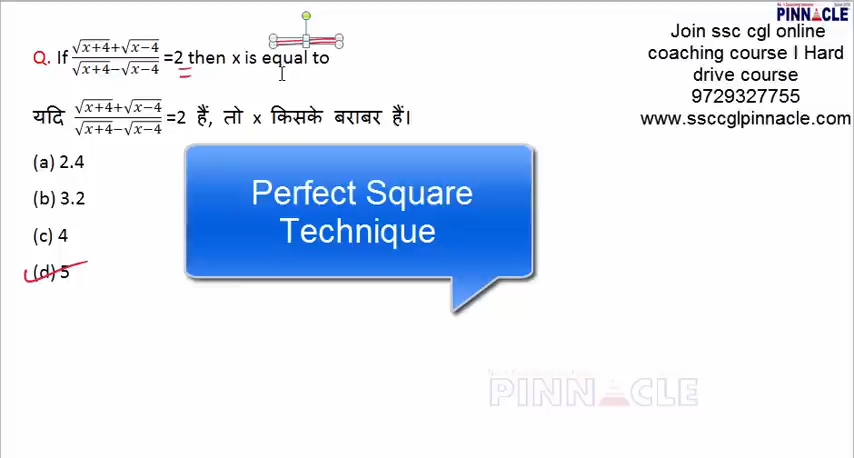 PINNACLE
Join ssc cgl online
coaching course I Hard
drive course
9729327755
www.ssccglpinnacle.com
Q. If (√x+4+√x−4)/(√x+4−√x−4)=2 then x is equal to
यदि (√x+4+√x−4)/(√x+4−√x−4)=2 हैं, तो x किसके बराबर हैं।
(a) 2.4
(b) 3.2
(c) 4
(d) 5
Perfect Square
Technique
PINNACLE